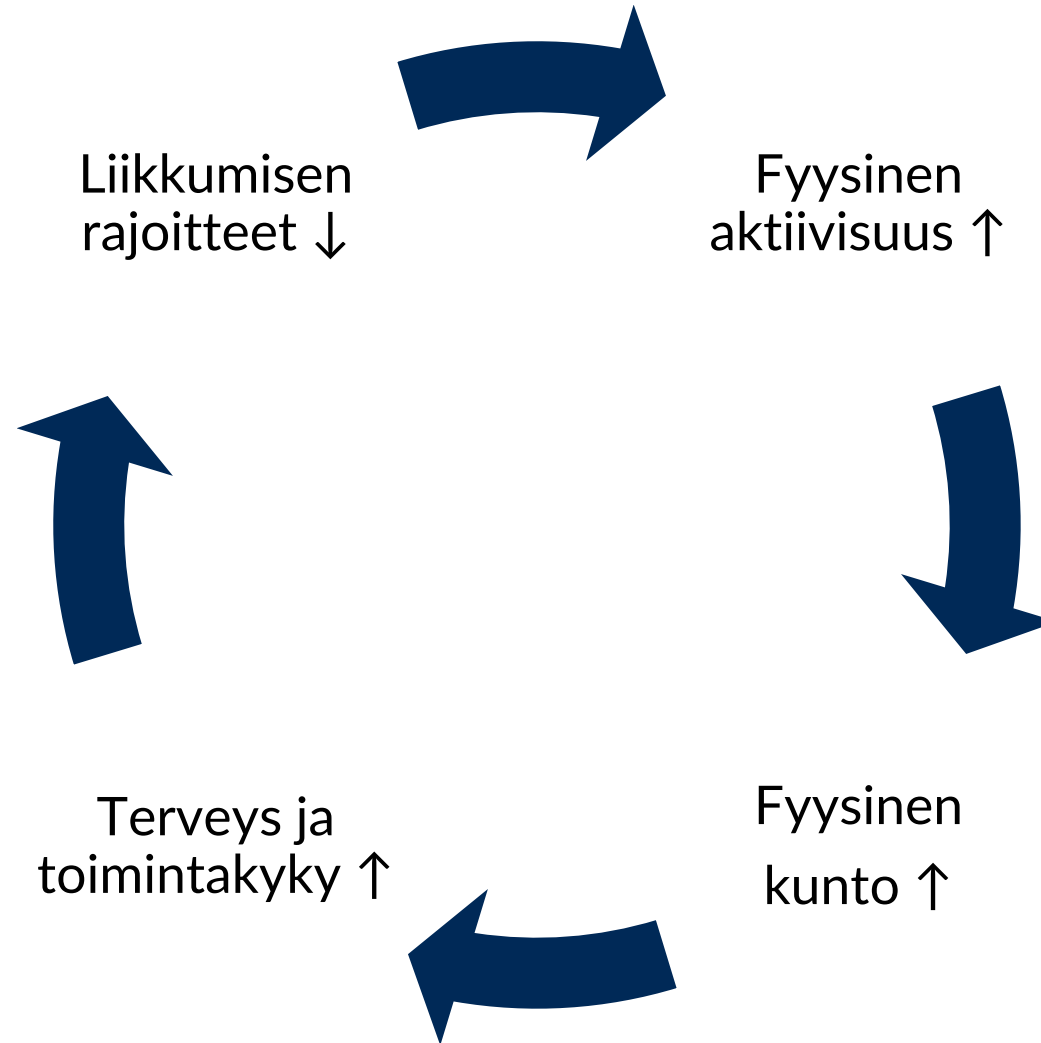 Liikkumisen
rajoitteet ↓
Fyysinen
aktiivisuus ↑
Fyysinen
kunto ↑
Terveys ja
toimintakyky ↑